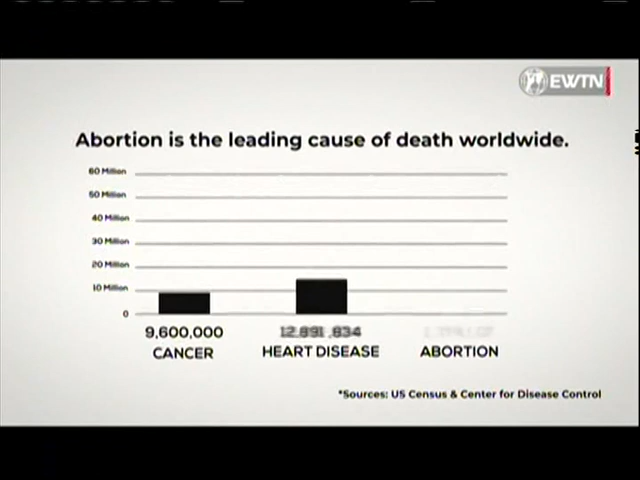 EWTN
Abortion is the leading cause of death worldwide.
60 Million
50 Million
40 Million
30 Million
20 Million
10 Million
0
9,600,000
CANCER
HEART DISEASE
ABORTION
*Sources: US Census & Center for Disease Control